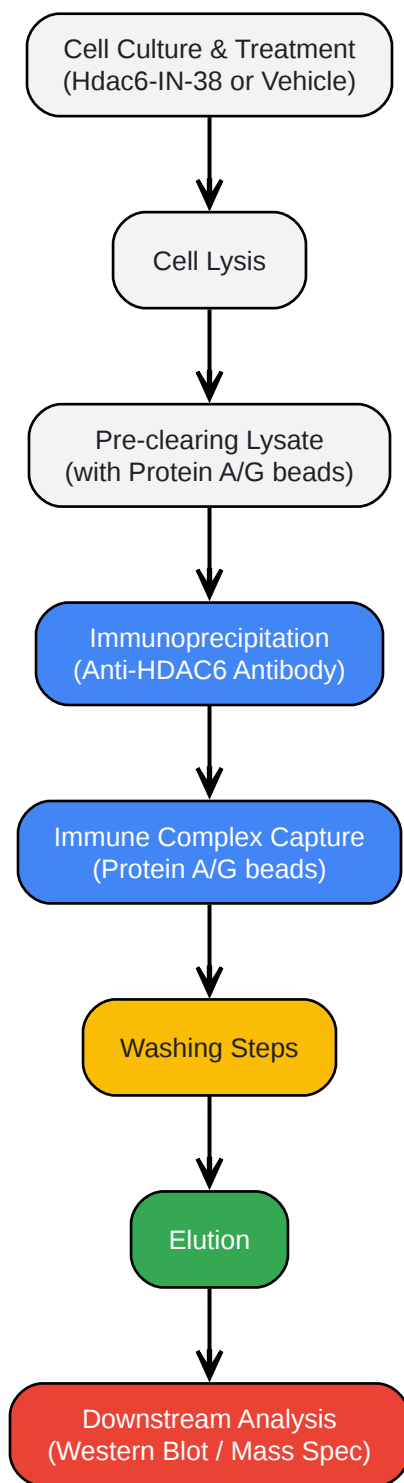 Cell Culture & Treatment
(Hdac6-IN-38 or Vehicle)
Cell Lysis
Pre-clearing Lysate
(with Protein A/G beads)
Immunoprecipitation
(Anti-HDAC6 Antibody)
Immune Complex Capture
(Protein A/G beads)
Washing Steps
Elution
Downstream Analysis
(Western Blot / Mass Spec)